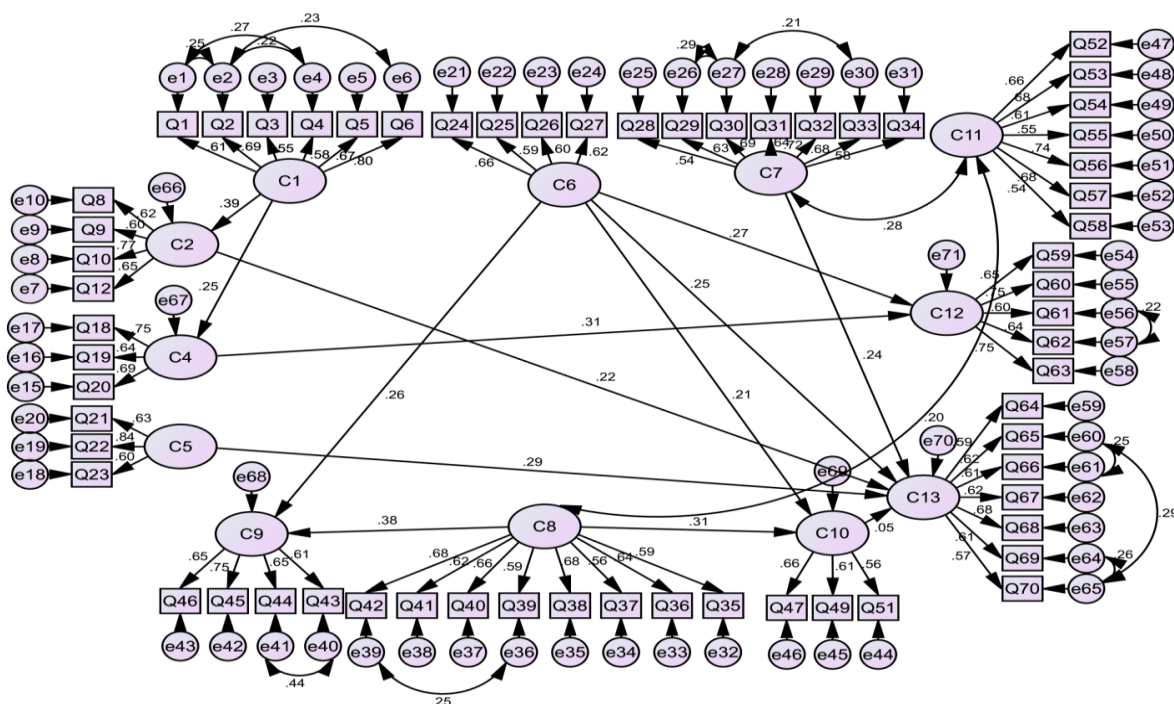 .23
.27
.25
.22
e1 e2 e3 e4 e5 e6
Q1 Q2 Q3 Q4 Q5 Q6
.61 .69 .55 .58 .67 .80
C1
e21 e22 e23 e24
Q24 Q25 Q26 Q27
.66 .59 .60 .62
C6
.21
.29
e25 e26 e27 e28 e29 e30 e31
Q28 Q29 Q30 Q31 Q32 Q33 Q34
.54 .63 .69 .64 .72 .68 .58
C7
Q52 e47
Q53 e48
Q54 e49
Q55 e50
Q56 e51
Q57 e52
Q58 e53
.66
.68
.61
.55
.74
.68
.54
C11
.28
e66
.39
e10 Q8 .62
e9 Q9 .60
e8 Q10 .77
e7 Q12 .65
C2
.25
e67
e17 Q18 .75
e16 Q19 .64
e15 Q20 .69
C4
.31
e20 Q21 .63
e19 Q22 .84
e18 Q23 .60
C5
.29
.27
.25
.24
.22
.26
.21
.20
e71
C12
.65 Q59 e54
.75 Q60 e55
.60 Q61 e56
.64 Q62 e57
.75 Q63 e58
.22
e70
C13
.59 Q64 e59
.62 Q65 e60
.61 Q66 e61
.62 Q67 e62
.68 Q68 e63
.61 Q69 e64
.57 Q70 e65
.25
.29
.26
e68
C9
.38
C8
.31
e69
C10
.05
.65 .75 .65 .61
Q46 Q45 Q44 Q43
e43 e42 e41 e40
.44
.68 .62 .66 .59 .68 .56 .64 .59
Q42 Q41 Q40 Q39 Q38 Q37 Q36 Q35
e39 e38 e37 e36 e35 e34 e33 e32
.25
.66 .61 .56
Q47 Q49 Q51
e46 e45 e44